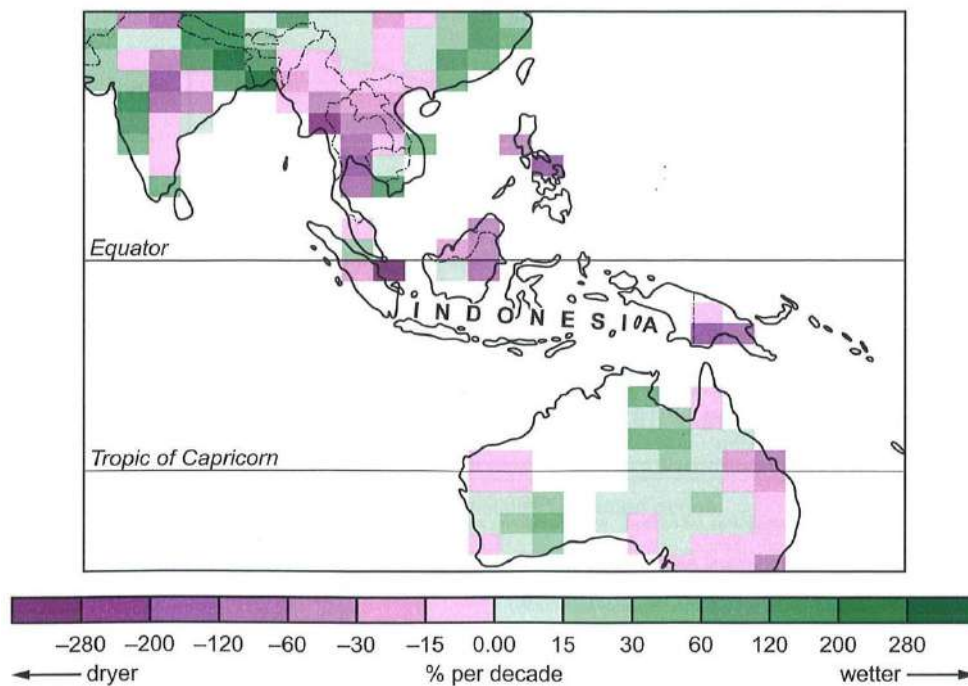 Equator
INDONESIA
Tropic of Capricorn
–280 –200 –120 –60 –30 –15 0.00 15 30 60 120 200 280
dryer % per decade wetter